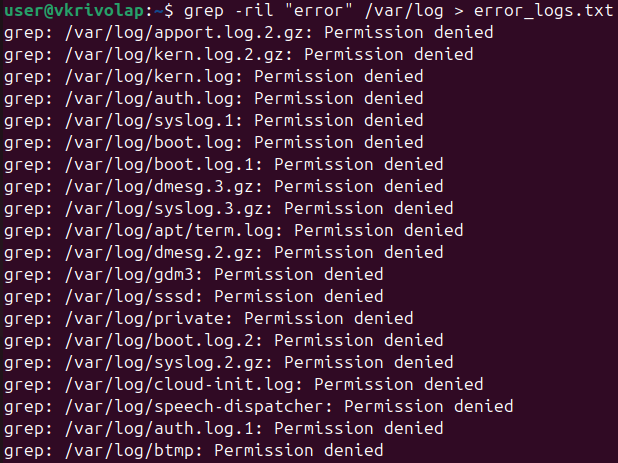 user@vkrivolap:~$ grep -ril "error" /var/log > error_logs.txt
grep: /var/log/apport.log.2.gz: Permission denied
grep: /var/log/kern.log.2.gz: Permission denied
grep: /var/log/kern.log: Permission denied
grep: /var/log/auth.log: Permission denied
grep: /var/log/syslog.1: Permission denied
grep: /var/log/boot.log: Permission denied
grep: /var/log/boot.log.1: Permission denied
grep: /var/log/dmesg.3.gz: Permission denied
grep: /var/log/syslog.3.gz: Permission denied
grep: /var/log/apt/term.log: Permission denied
grep: /var/log/dmesg.2.gz: Permission denied
grep: /var/log/gdm3: Permission denied
grep: /var/log/sssd: Permission denied
grep: /var/log/private: Permission denied
grep: /var/log/boot.log.2: Permission denied
grep: /var/log/syslog.2.gz: Permission denied
grep: /var/log/cloud-init.log: Permission denied
grep: /var/log/speech-dispatcher: Permission denied
grep: /var/log/auth.log.1: Permission denied
grep: /var/log/btmp: Permission denied